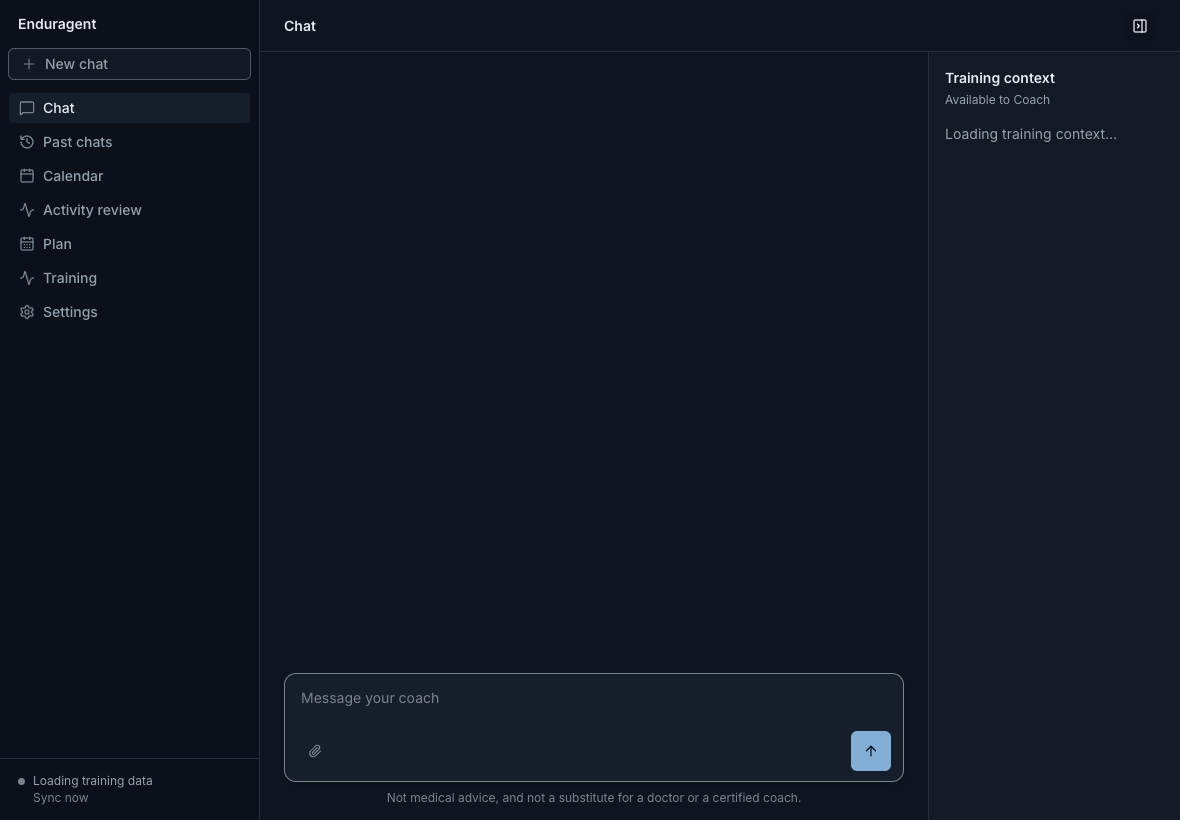 Enduragent
New chat
Chat
Past chats
Calendar
Activity review
Plan
Training
Settings
Loading training data
Sync now
Chat
Message your coach
Not medical advice, and not a substitute for a doctor or a certified coach.
Training context
Available to Coach
Loading training context...